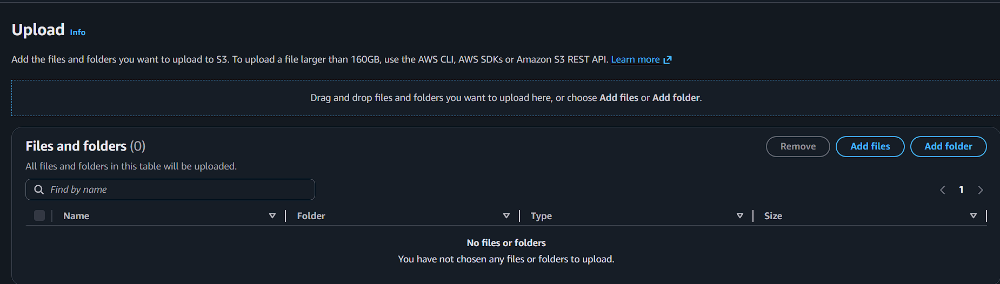 Upload Info
Add the files and folders you want to upload to S3. To upload a file larger than 160GB, use the AWS CLI, AWS SDKs or Amazon S3 REST API. Learn more
Drag and drop files and folders you want to upload here, or choose Add files or Add folder.
Files and folders (0)
Remove Add files Add folder
All files and folders in this table will be uploaded.
Find by name
1
Name Folder Type Size
No files or folders
You have not chosen any files or folders to upload.